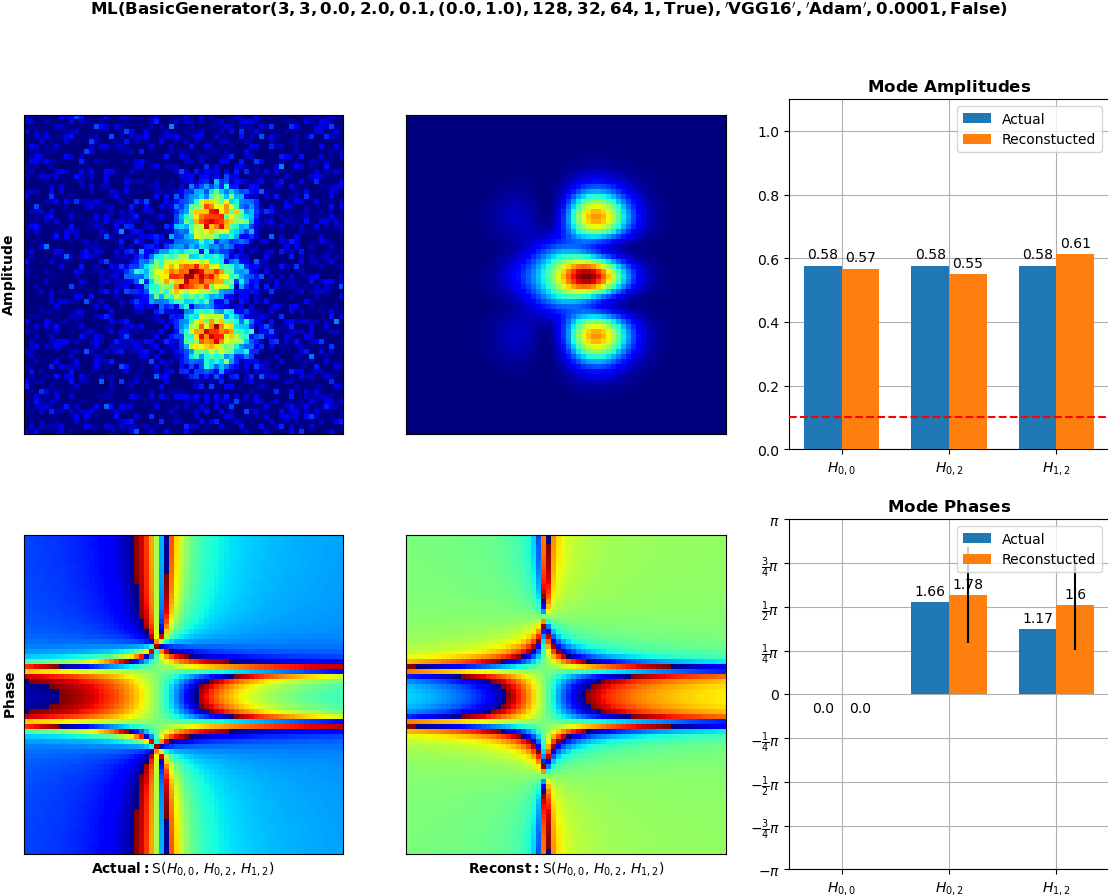 ML(BasicGenerator(3, 3, 0.0, 2.0, 0.1, (0.0, 1.0), 128, 32, 64, 1, True), ′VGG16′, ′Adam′, 0.0001, False)
Amplitude
Mode Amplitudes
Actual
Reconstucted
1.0
0.8
0.6
0.4
0.2
0.0
0.58
0.57
0.58
0.55
0.58
0.61
H0,0
H0,2
H1,2
Phase
Actual: S(H0,0, H0,2, H1,2)
Reconst: S(H0,0, H0,2, H1,2)
Mode Phases
Actual
Reconstucted
π
3/4π
1/2π
1/4π
0
−1/4π
−1/2π
−3/4π
−π
0.0
0.0
1.66
1.78
1.17
1.6
H0,0
H0,2
H1,2